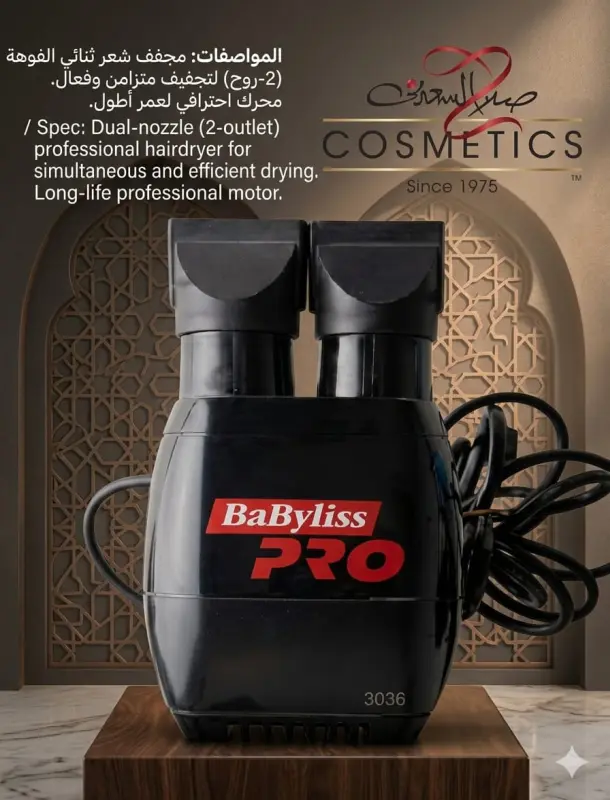 المواصفات: مجفف شعر ثنائي الفوهة
(2-روح) لتجفيف متزامن وفعال.
محرك احترافي لعمر أطول.
/ Spec: Dual-nozzle (2-outlet)
professional hairdryer for
simultaneous and efficient drying.
Long-life professional motor.
COSMETICS
TM
Since 1975
BaByliss
PRO
3036